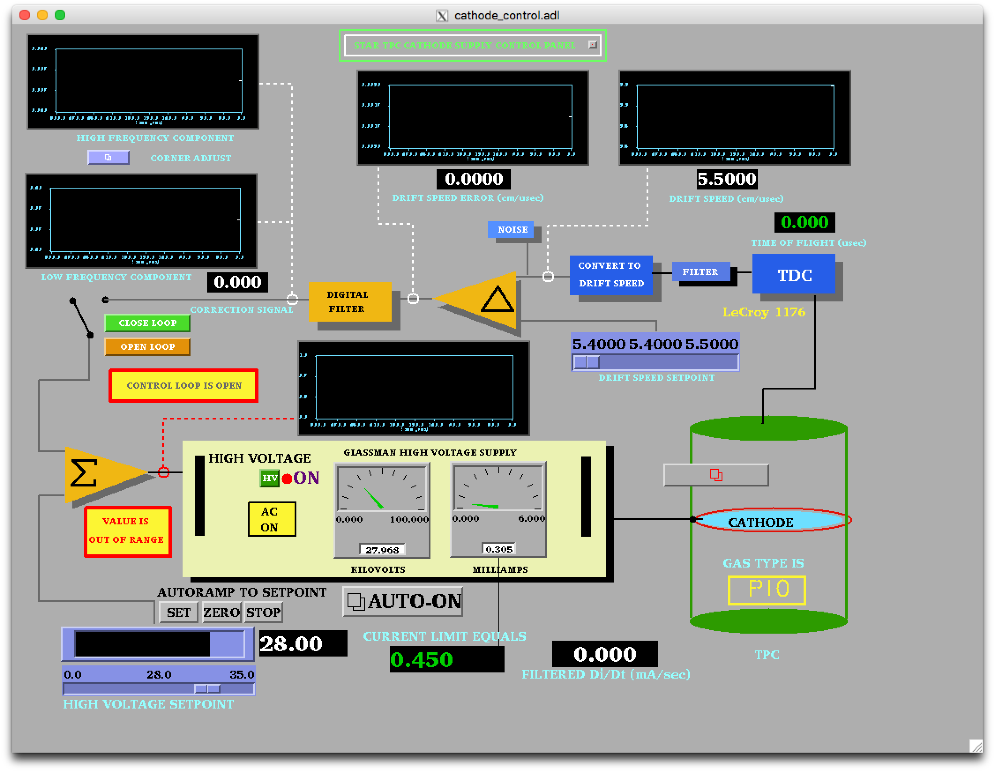 cathode_control.adl
STAR TPC CATHODE SUPPLY CONTROL PANEL
HIGH FREQUENCY COMPONENT
CORNER ADJUST
0.0000
DRIFT SPEED ERROR (cm/usec)
5.5000
DRIFT SPEED (cm/usec)
0.000
TIME OF FLIGHT (usec)
NOISE
LOW FREQUENCY COMPONENT
0.000
CORRECTION SIGNAL
DIGITAL
FILTER
CONVERT TO
DRIFT SPEED
FILTER
TDC
LeCroy 1176
CLOSE LOOP
OPEN LOOP
CONTROL LOOP IS OPEN
5.4000 5.4000 5.5000
DRIFT SPEED SETPOINT
Σ
VALUE IS
OUT OF RANGE
HIGH VOLTAGE
HV
ON
AC
ON
GLASSMAN HIGH VOLTAGE SUPPLY
0.000 100.000
27.968
KILOVOLTS
0.000 6.000
0.305
MILLIAMPS
CATHODE
GAS TYPE IS
P10
TPC
AUTORAMP TO SETPOINT
SET ZERO STOP
AUTO-ON
28.00
0.0 28.0 35.0
HIGH VOLTAGE SETPOINT
CURRENT LIMIT EQUALS
0.450
0.000
FILTERED Di/Dt (mA/sec)